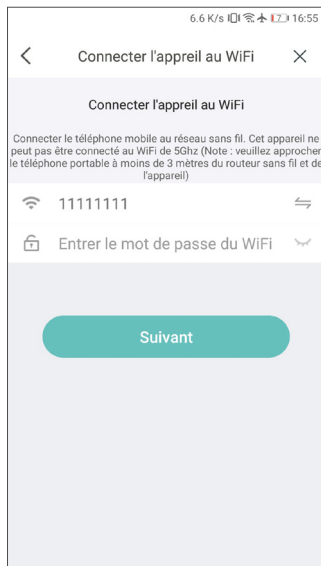 6.6 K/s 17 16:55
Connecter l'appreil au WiFi
Connecter l'appreil au WiFi
Connecter le téléphone mobile au réseau sans fil. Cet appareil ne
peut pas être connecté au WiFi de 5Ghz (Note : veuillez approcher
le téléphone portable à moins de 3 mètres du routeur sans fil et de
l'appareil)
11111111
Entrer le mot de passe du WiFi
Suivant